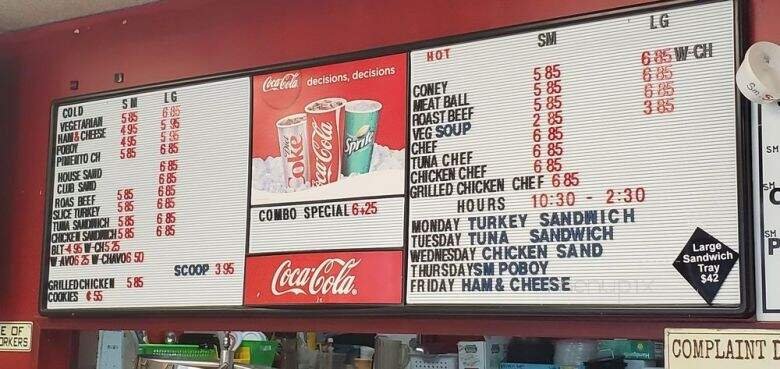 COLD SM LG
VEGETARIAN 5 85 6 85
HAM & CHEESE 4 95 5 95
POBOY 4 95 5 95
PIMENTO CH 5 85 6 85
HOUSE SAND 6 85
CLUB SAND 6 85
ROAS BEEF 5 85 6 85
SLICE TURKEY 5 85 6 85
TUNA SANDWICH 5 85 6 85
CHICKEN SANDWICH 5 85 6 85
BLT-4 95 W-CH 5 25
W-AVO 6 25 W-CHAVO 6 50
SCOOP 3 95
GRILLED CHICKEN 5 85
COOKIES ¢ 55
Coca-Cola decisions, decisions
Diet Coke
Coca-Cola
Sprite
COMBO SPECIAL 6+25
Coca-Cola
HOT SM LG
CONEY 5 85 6 85 W-CH
MEAT BALL 5 85 6 85
ROAST BEEF 5 85 6 85
VEG SOUP 2 85 3 85
CHEF 6 85
TUNA CHEF 6 85
CHICKEN CHEF 6 85
GRILLED CHICKEN CHEF 6 85
HOURS 10:30 - 2:30
MONDAY TURKEY SANDWICH
TUESDAY TUNA SANDWICH
WEDNESDAY CHICKEN SAND
THURSDAY SM POBOY
FRIDAY HAM & CHEESE
Large
Sandwich
Tray
$42
SM
SM
SM
E OF
ORKERS
COMPLAINT D